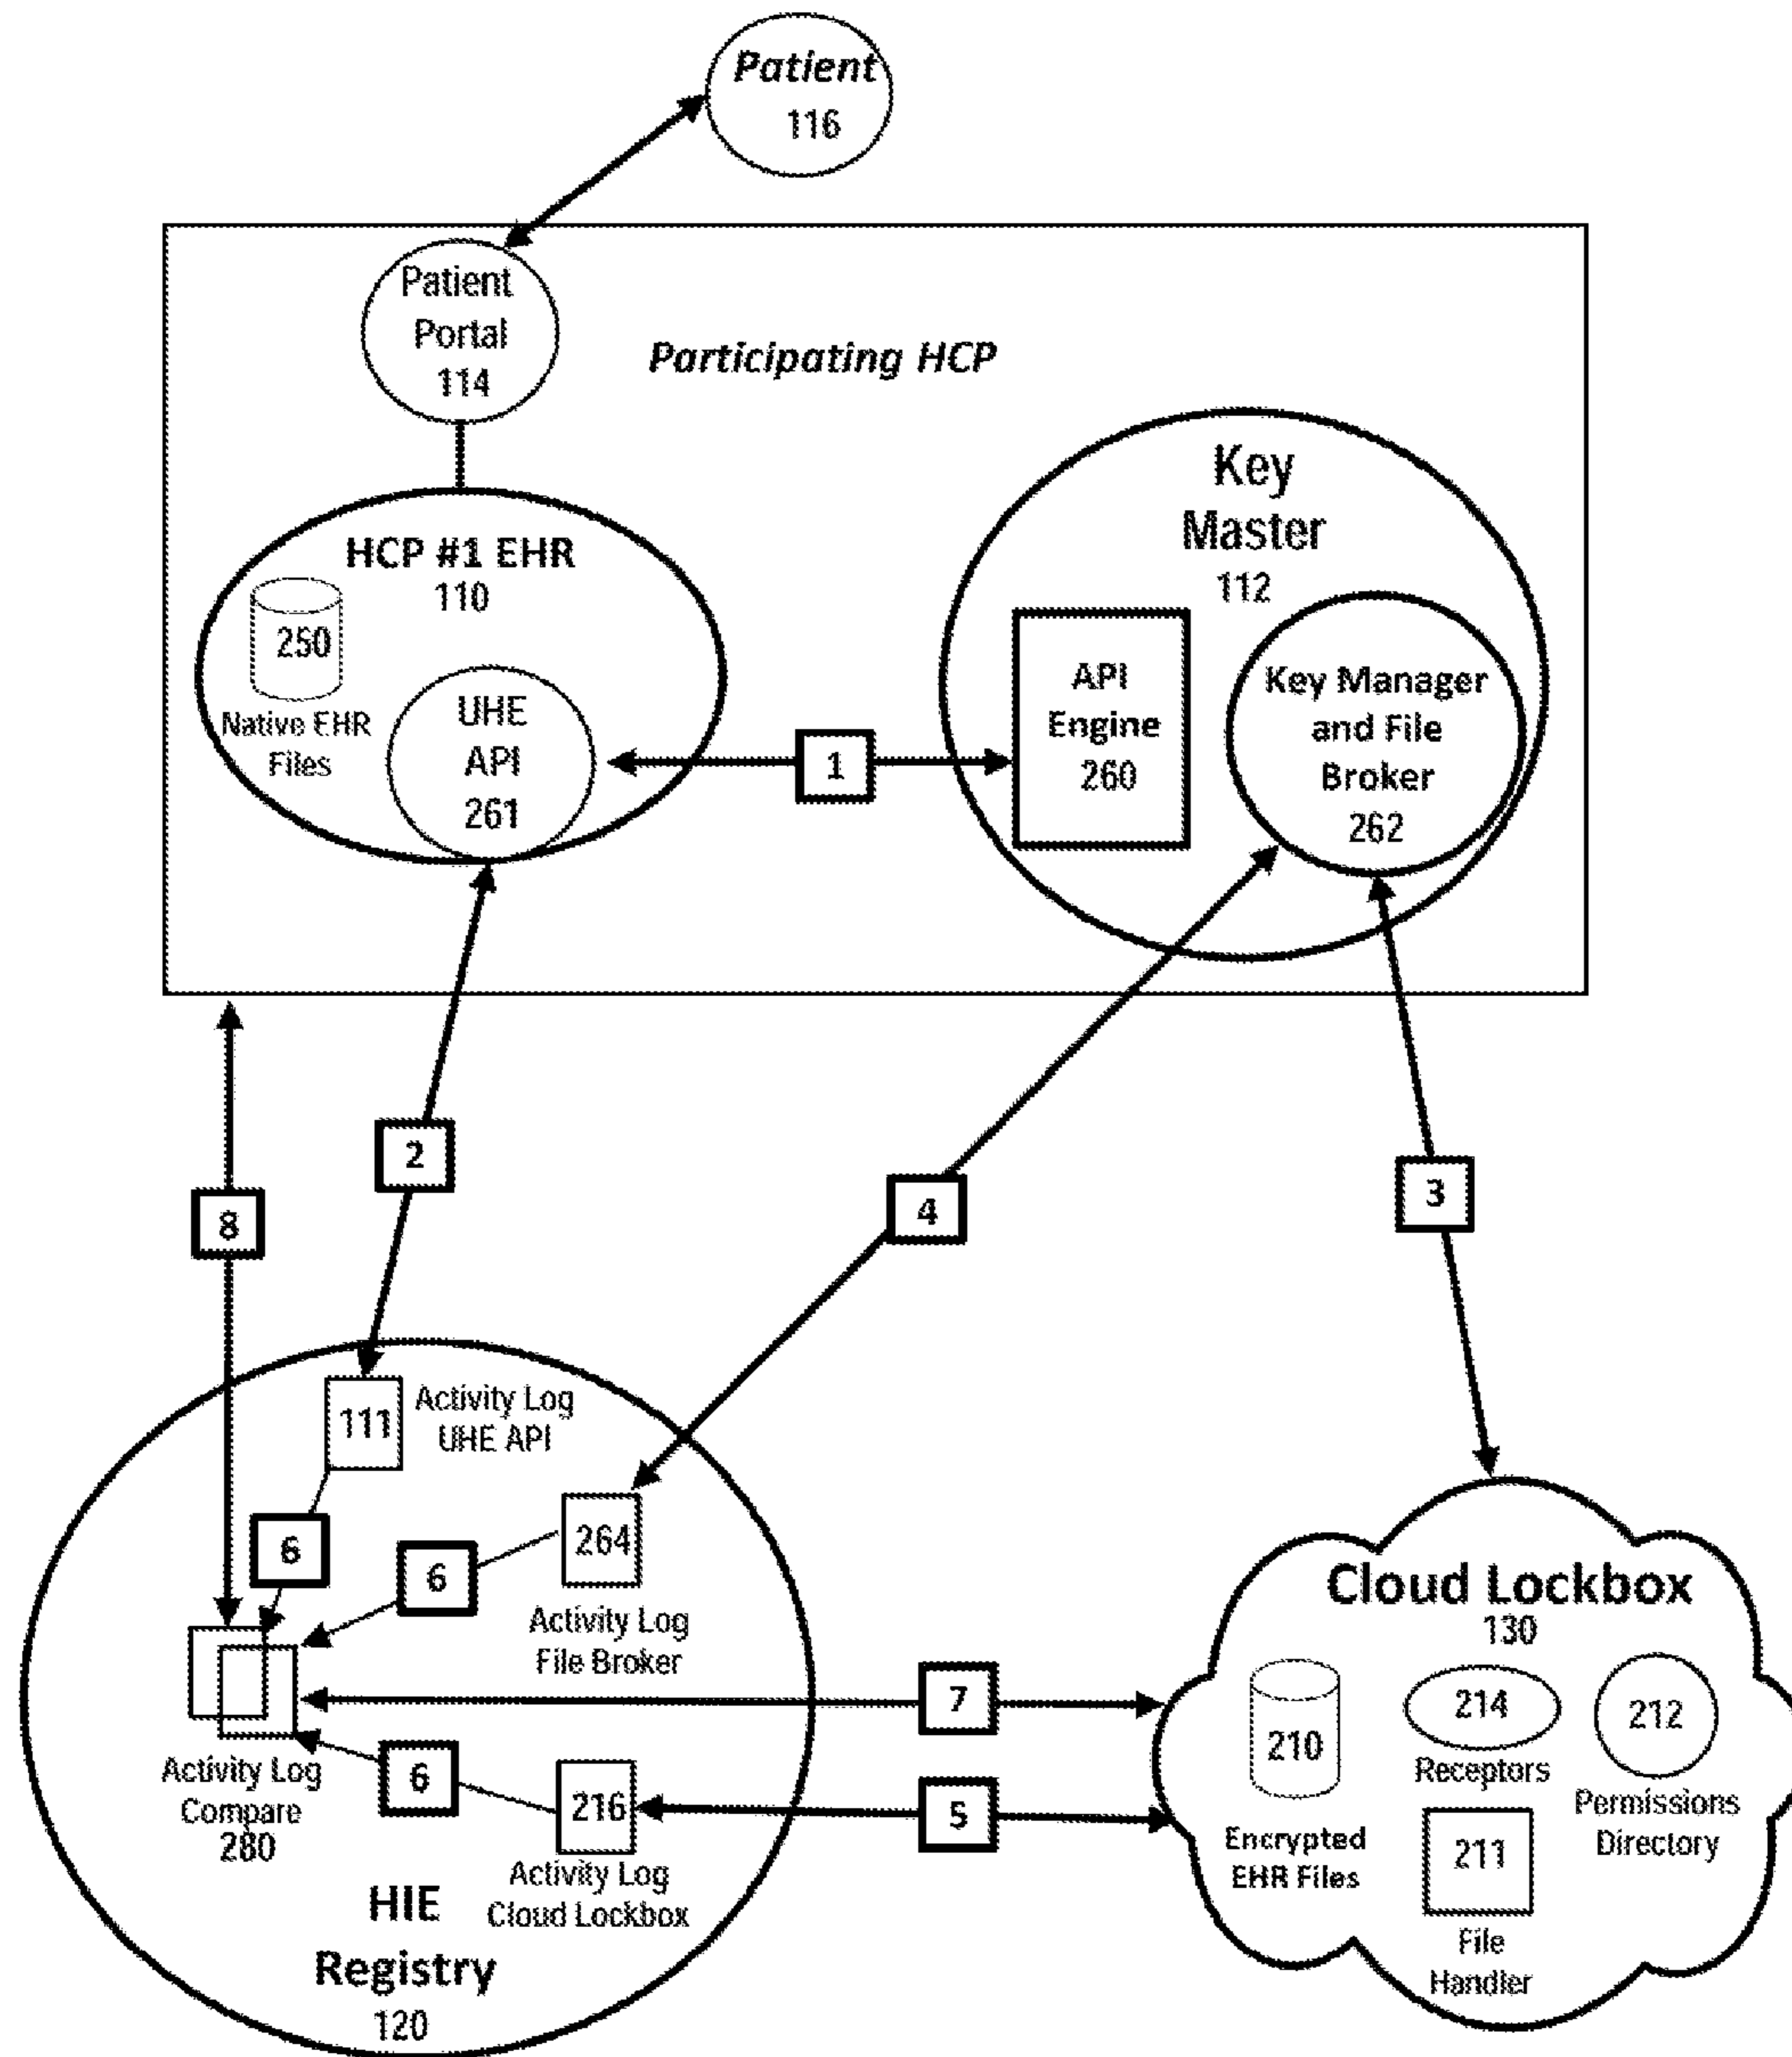 Patient
116
Patient
Portal
114
Participating HCP
HCP #1 EHR
110
250
Native EHR
Files
UHE
API
261
1
Key
Master
112
API
Engine
260
Key Manager
and File
Broker
262
2
8
4
3
111
Activity Log
UHE API
6
264
6
Activity Log
File Broker
Activity Log
Compare
280
6
216
Activity Log
Cloud Lockbox
HIE
Registry
120
7
5
Cloud Lockbox
130
210
Encrypted
EHR Files
214
Receptors
212
Permissions
Directory
211
File
Handler